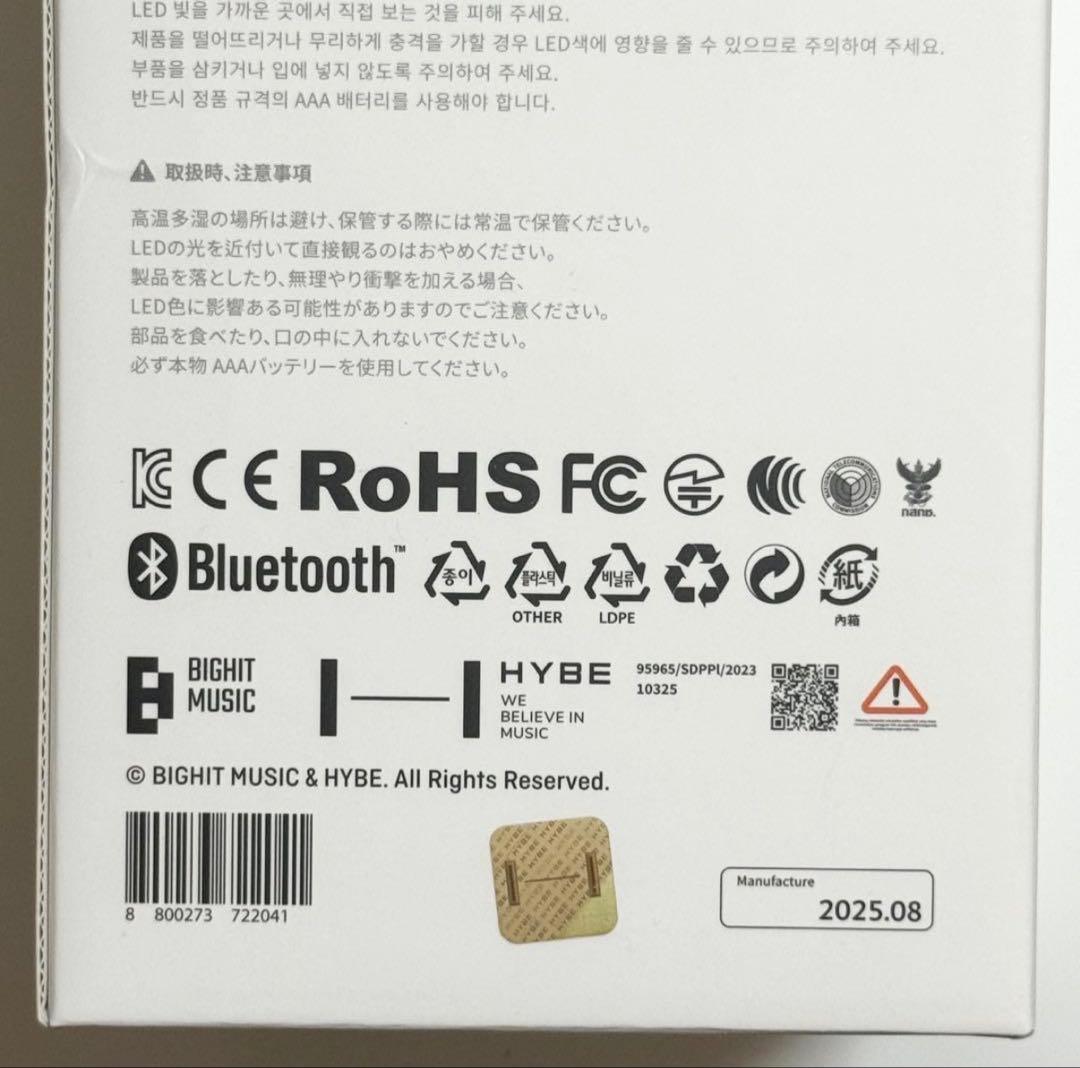 LED 빛을 가까운 곳에서 직접 보는 것을 피해 주세요.
제품을 떨어뜨리거나 무리하게 충격을 가할 경우 LED색에 영향을 줄 수 있으므로 주의하여 주세요.
부품을 삼키거나 입에 넣지 않도록 주의하여 주세요.
반드시 정품 규격의 AAA 배터리를 사용해야 합니다.
取扱時、注意事項
高温多湿の場所は避け、保管する際には常温で保管ください。
LEDの光を近付いて直接観るのはおやめください。
製品を落としたり、無理やり衝撃を加える場合、
LED色に影響ある可能性がありますのでご注意ください。
部品を食べたり、口の中に入れないでください。
必ず本物 AAAバッテリーを使用してください。
KC CE RoHS FC NATIONAL TELECOMMUNICATIONS COMMISSION กสทช.
Bluetooth™ 종이 플라스틱 비닐류 紙
OTHER LDPE 內箱
BIGHIT MUSIC
HYBE
WE
BELIEVE IN
MUSIC
95965/SDPPI/2023
10325
© BIGHIT MUSIC & HYBE. All Rights Reserved.
8 800273 722041
HYBE
Manufacture
2025.08